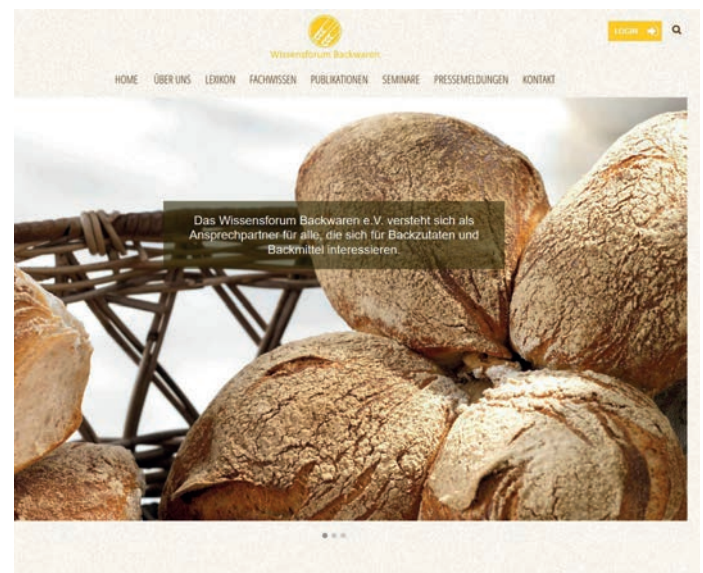 LOGIN
Wissensforum Backwaren
HOME ÜBER UNS LEXIKON FACHWISSEN PUBLIKATIONEN SEMINARE PRESSEMELDUNGEN KONTAKT
Das Wissensforum Backwaren e.V. versteht sich als
Ansprechpartner für alle, die sich für Backzutaten und
Backmittel interessieren.